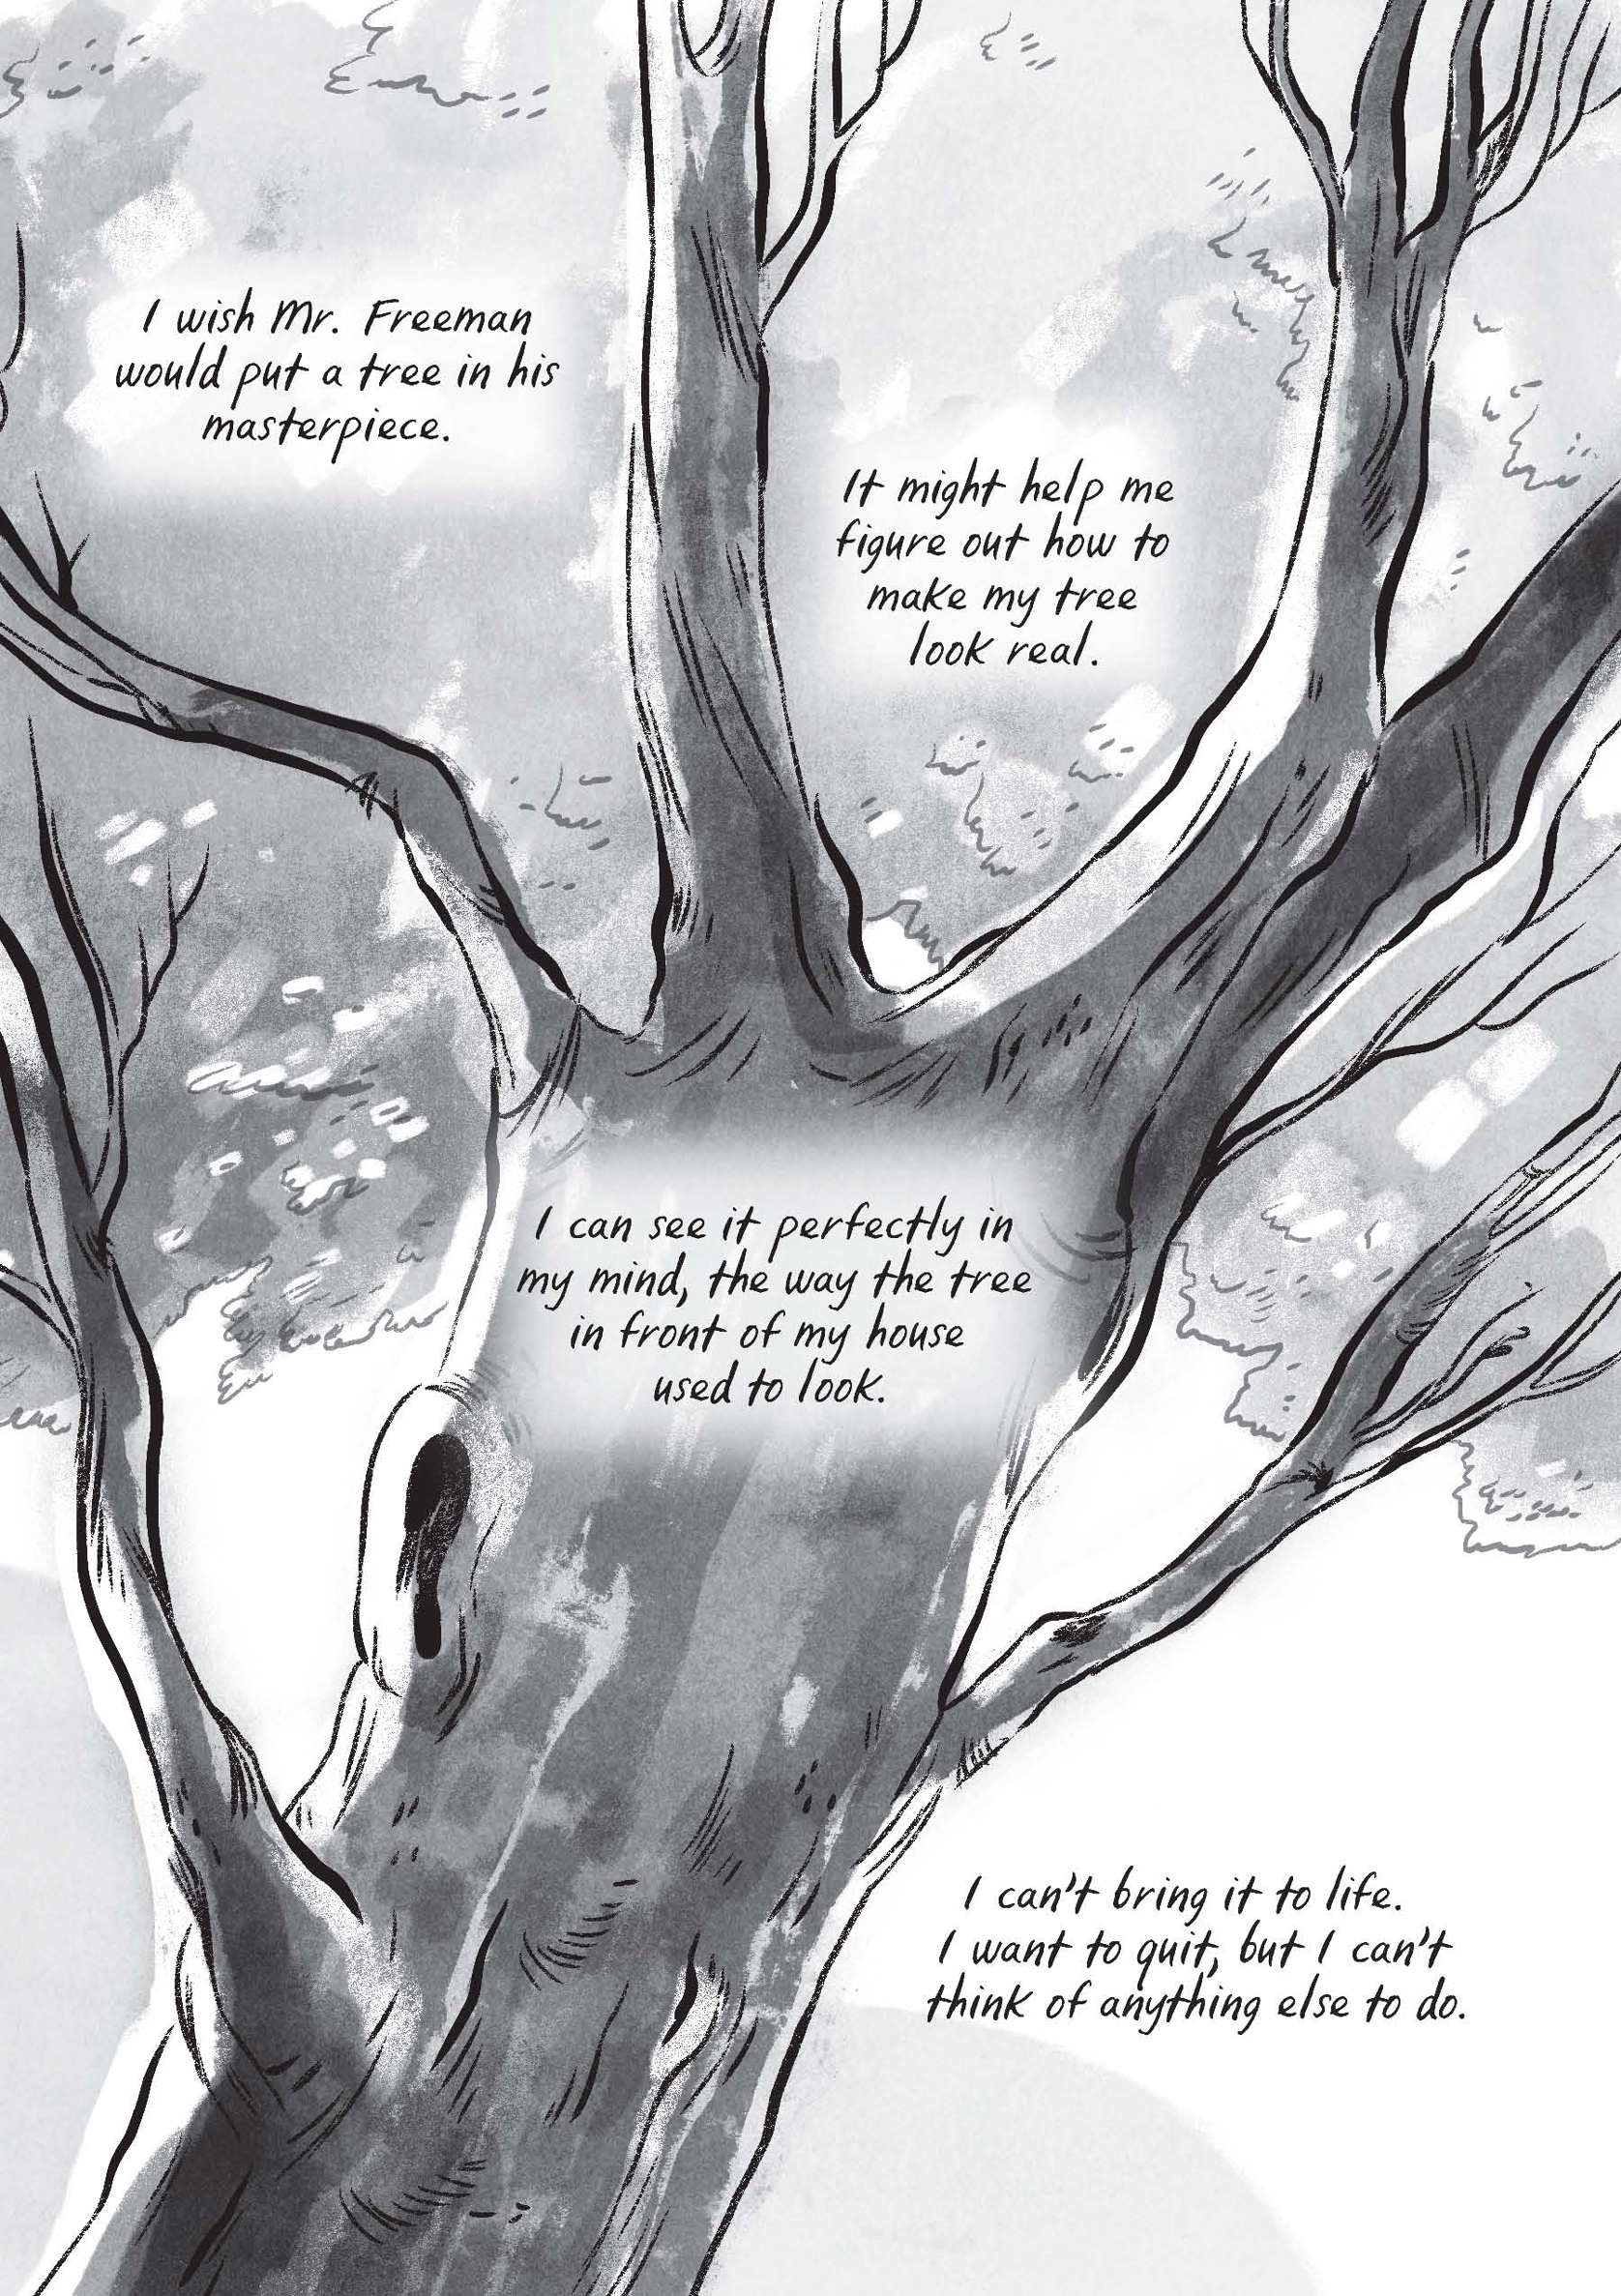 I wish Mr. Freeman
would put a tree in his
masterpiece.
It might help me
figure out how to
make my tree
look real.
I can see it perfectly in
my mind, the way the tree
in front of my house
used to look.
I can't bring it to life.
I want to quit, but I can't
think of anything else to do.